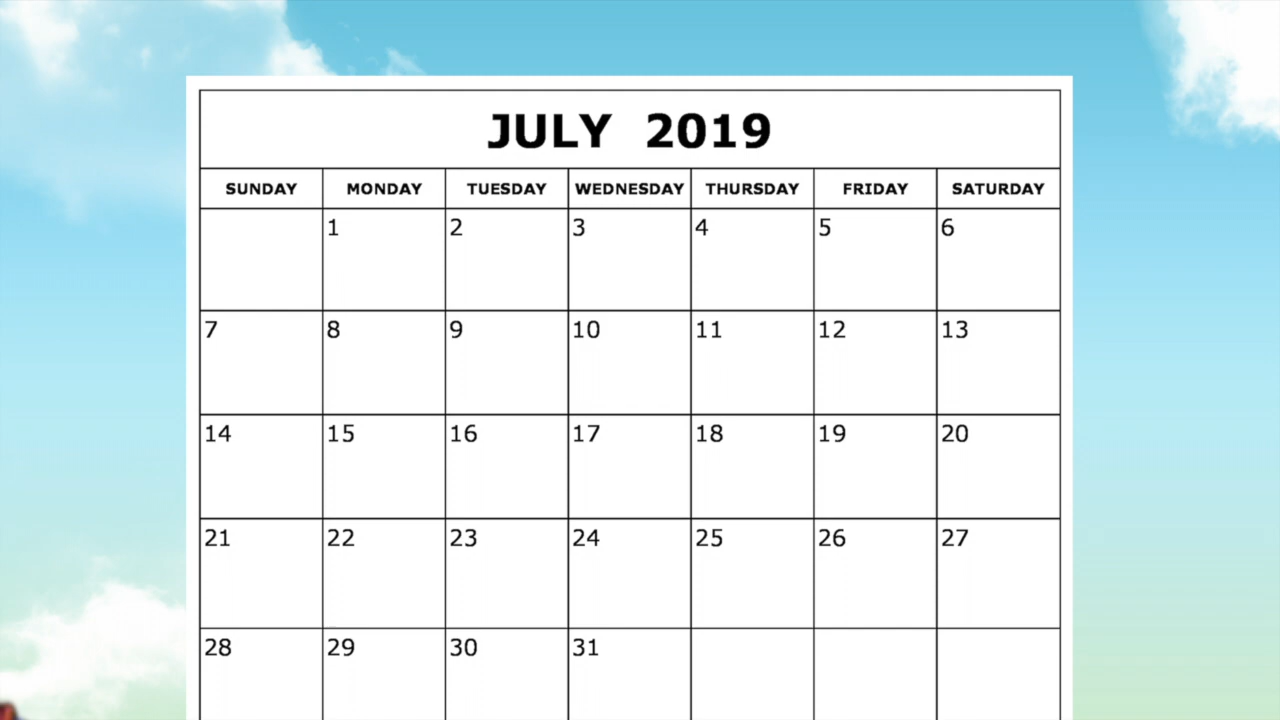 JULY 2019
SUNDAY MONDAY TUESDAY WEDNESDAY THURSDAY FRIDAY SATURDAY
1 2 3 4 5 6
7 8 9 10 11 12 13
14 15 16 17 18 19 20
21 22 23 24 25 26 27
28 29 30 31